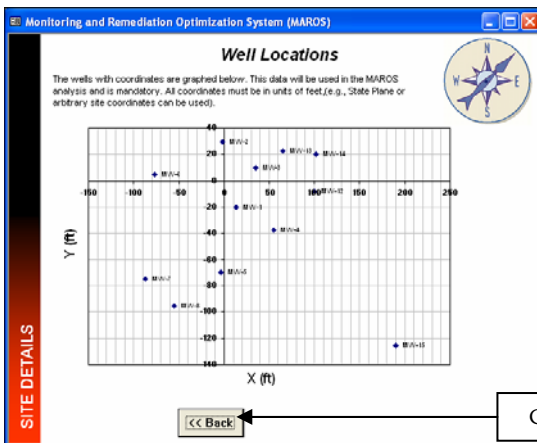 Monitoring and Remediation Optimization System (MAROS)
Well Locations
The wells with coordinates are graphed below. This data will be used in the MAROS
analysis and is mandatory. All coordinates must be in units of feet,(e.g., State Plane or
arbitrary site coordinates can be used).
N
W E
S
40
MW-2
20
MW-13
MW-14
MW-3
-150 -100 -50 0 50 100 150 200 250
MW-12
-20
MW-1
-40
MW-4
-60
MW-5
MW-7
-80
MW-8
-100
-120
MW-15
-140
Y (ft)
X (ft)
SITE DETAILS
<< Back